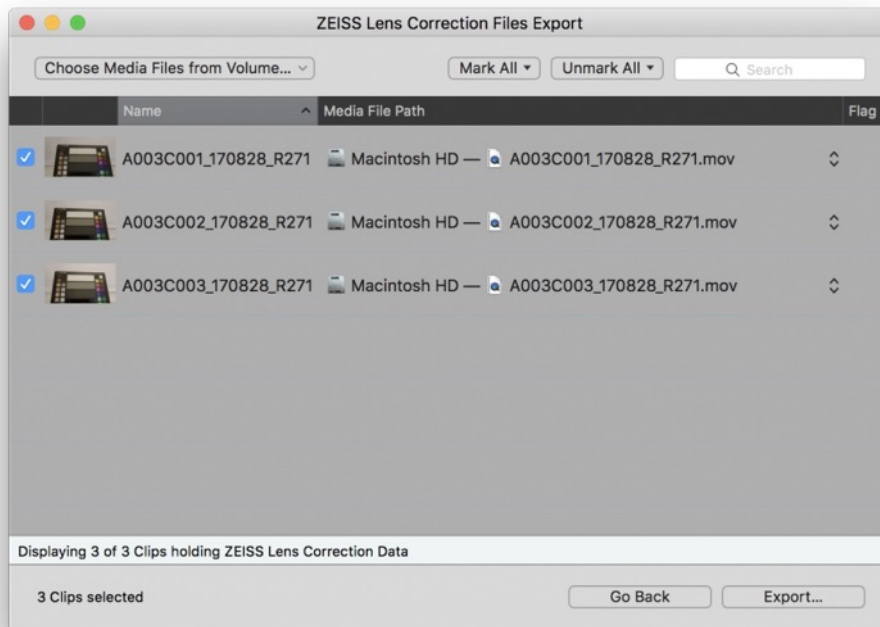 ZEISS Lens Correction Files Export
Choose Media Files from Volume... Mark All Unmark All Search
Name Media File Path Flag
A003C001_170828_R271 Macintosh HD — A003C001_170828_R271.mov
A003C002_170828_R271 Macintosh HD — A003C002_170828_R271.mov
A003C003_170828_R271 Macintosh HD — A003C003_170828_R271.mov
Displaying 3 of 3 Clips holding ZEISS Lens Correction Data
3 Clips selected Go Back Export...